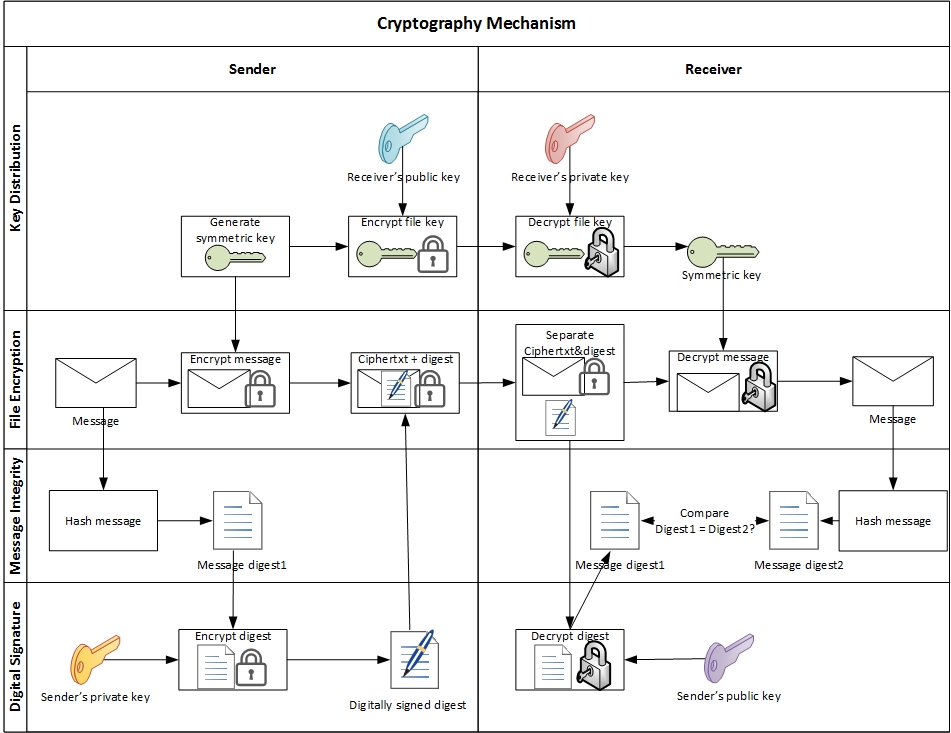 Cryptography Mechanism
Sender
Receiver
Key Distribution
Receiver's public key
Receiver's private key
Generate
symmetric key
Encrypt file key
Decrypt file key
Symmetric key
File Encryption
Message
Encrypt message
Ciphertxt + digest
Separate
Ciphertxt&digest
Decrypt message
Message
Message Integrity
Hash message
Message digest1
Message digest1
Compare
Digest1 = Digest2?
Message digest2
Hash message
Digital Signature
Sender's private key
Encrypt digest
Digitally signed digest
Decrypt digest
Sender's public key